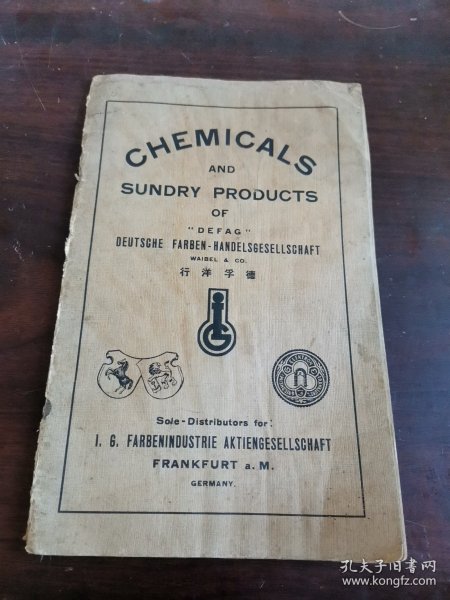 CHEMICALS
AND
SUNDRY PRODUCTS
OF
"DEFAG"
DEUTSCHE FARBEN-HANDELSGESELLSCHAFT
WAIBEL & CO.
行洋孚德
IG
Sole-Distributors for:
I. G. FARBENINDUSTRIE AKTIENGESELLSCHAFT
FRANKFURT a. M.
GERMANY.
孔夫子旧书网
www.kongfz.com